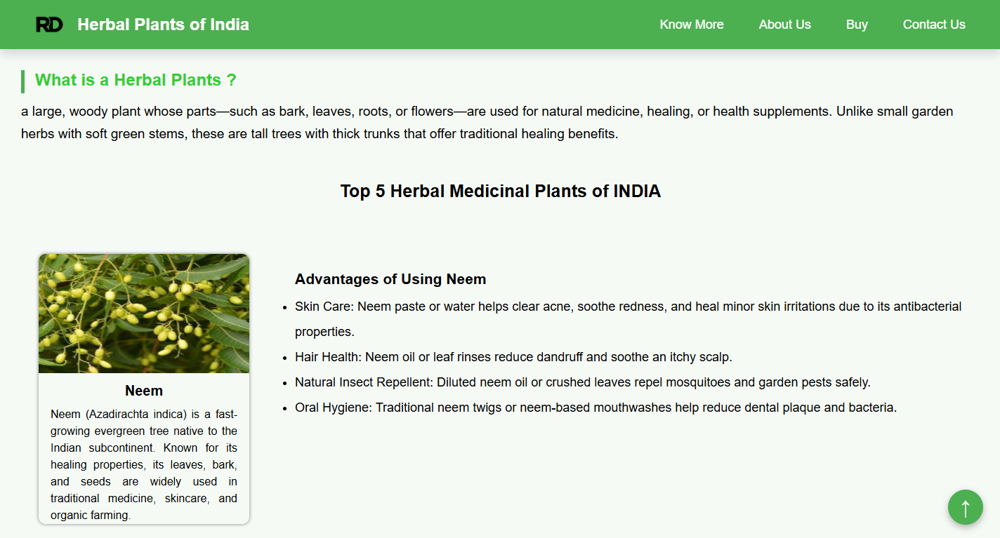 RD Herbal Plants of India Know More About Us Buy Contact Us
What is a Herbal Plants ?
a large, woody plant whose parts—such as bark, leaves, roots, or flowers—are used for natural medicine, healing, or health supplements. Unlike small garden
herbs with soft green stems, these are tall trees with thick trunks that offer traditional healing benefits.
Top 5 Herbal Medicinal Plants of INDIA
Neem
Neem (Azadirachta indica) is a fast-
growing evergreen tree native to the
Indian subcontinent. Known for its
healing properties, its leaves, bark,
and seeds are widely used in
traditional medicine, skincare, and
organic farming.
Advantages of Using Neem
• Skin Care: Neem paste or water helps clear acne, soothe redness, and heal minor skin irritations due to its antibacterial
properties.
• Hair Health: Neem oil or leaf rinses reduce dandruff and soothe an itchy scalp.
• Natural Insect Repellent: Diluted neem oil or crushed leaves repel mosquitoes and garden pests safely.
• Oral Hygiene: Traditional neem twigs or neem-based mouthwashes help reduce dental plaque and bacteria.
↑